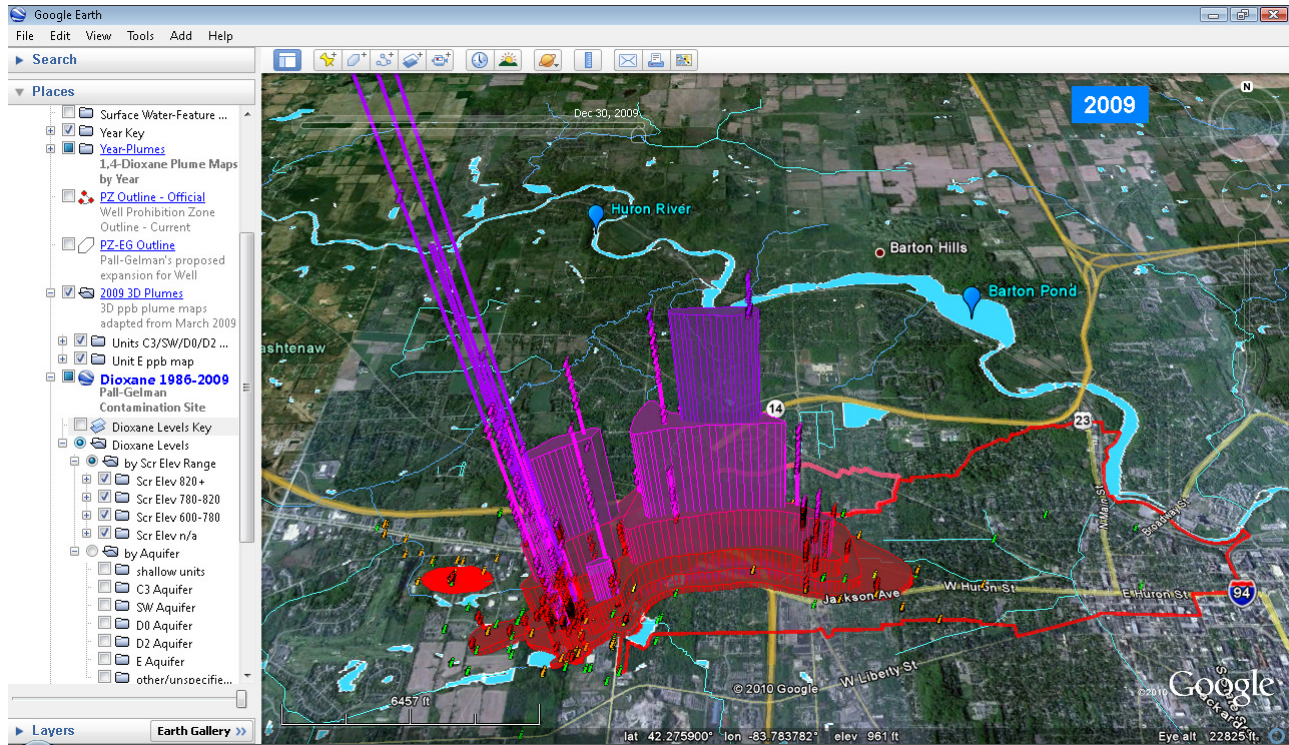 Google Earth
File Edit View Tools Add Help
Search
Places
Surface Water-Feature ...
Year Key
Year-Plumes
1,4-Dioxane Plume Maps
by Year
PZ Outline - Official
Well Prohibition Zone
Outline - Current
PZ-EG Outline
Pall-Gelman's proposed
expansion for Well
2009 3D Plumes
3D ppb plume maps
adapted from March 2009
Units C3/SW/D0/D2 ...
Unit E ppb map
Dioxane 1986-2009
Pall-Gelman
Contamination Site
Dioxane Levels Key
Dioxane Levels
by Scr Elev Range
Scr Elev 820+
Scr Elev 780-820
Scr Elev 600-780
Scr Elev n/a
by Aquifer
shallow units
C3 Aquifer
SW Aquifer
D0 Aquifer
D2 Aquifer
E Aquifer
other/unspecifie...
Layers
Earth Gallery »
Dec 30, 2009
2009
N
Huron River
Barton Hills
Barton Pond
ashtenaw
14
23
N Main St
Broadway St
W Huron St
E Huron St
Jackson Ave
94
W Liberty St
© 2010 Google
©2010 Google
6457 ft
lat 42.275900° lon -83.783782° elev 961 ft
Eye alt 22825 ft